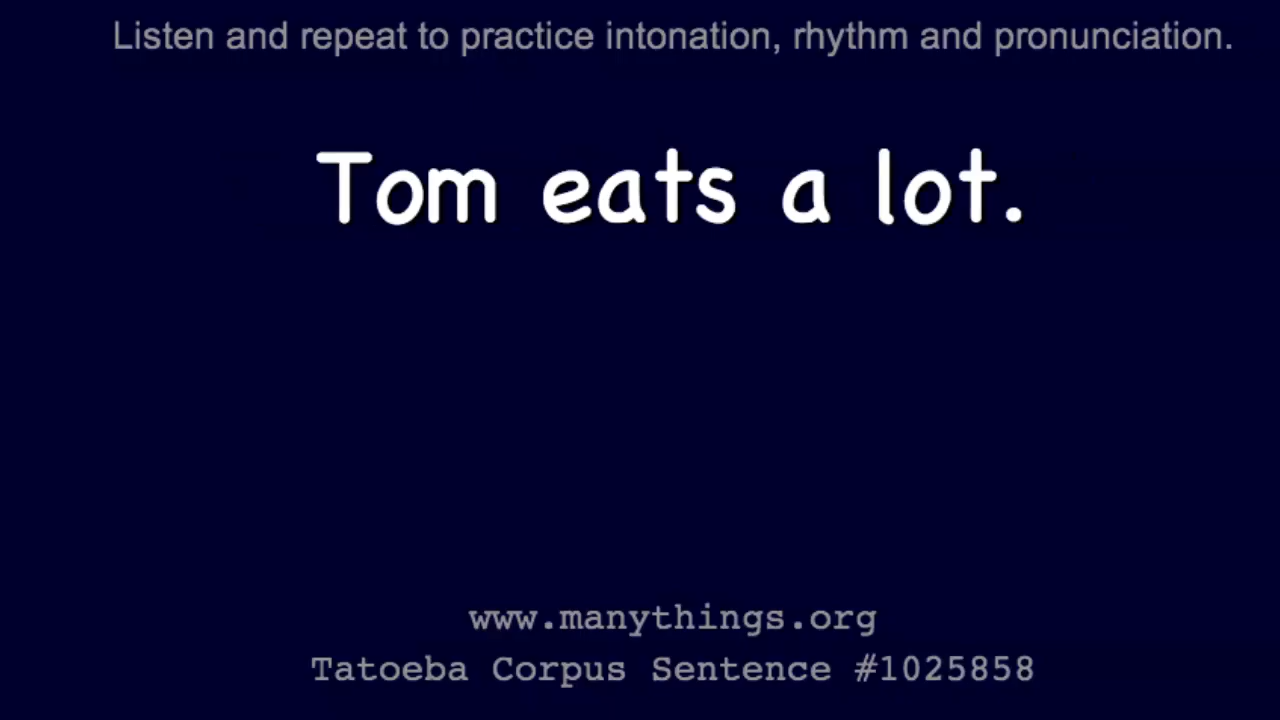 Listen and repeat to practice intonation, rhythm and pronunciation.
Tom eats a lot.
www.manythings.org
Tatoeba Corpus Sentence #1025858